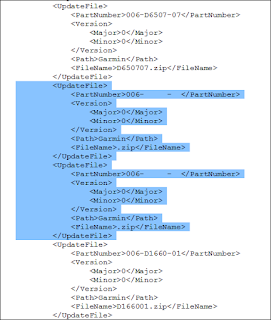 <UpdateFile>
<PartNumber>006-D6507-07</PartNumber>
<Version>
<Major>0</Major>
<Minor>0</Minor>
</Version>
<Path>Garmin</Path>
<FileName>D650707.zip</FileName>
</UpdateFile>
<UpdateFile>
<PartNumber>006-     -  </PartNumber>
<Version>
<Major>0</Major>
<Minor>0</Minor>
</Version>
<Path>Garmin</Path>
<FileName>.zip</FileName>
</UpdateFile>
<UpdateFile>
<PartNumber>006-     -  </PartNumber>
<Version>
<Major>0</Major>
<Minor>0</Minor>
</Version>
<Path>Garmin</Path>
<FileName>.zip</FileName>
</UpdateFile>
<UpdateFile>
<PartNumber>006-D1660-01</PartNumber>
<Version>
<Major>0</Major>
<Minor>0</Minor>
</Version>
<Path>Garmin</Path>
<FileName>D166001.zip</FileName>
</UpdateFile>